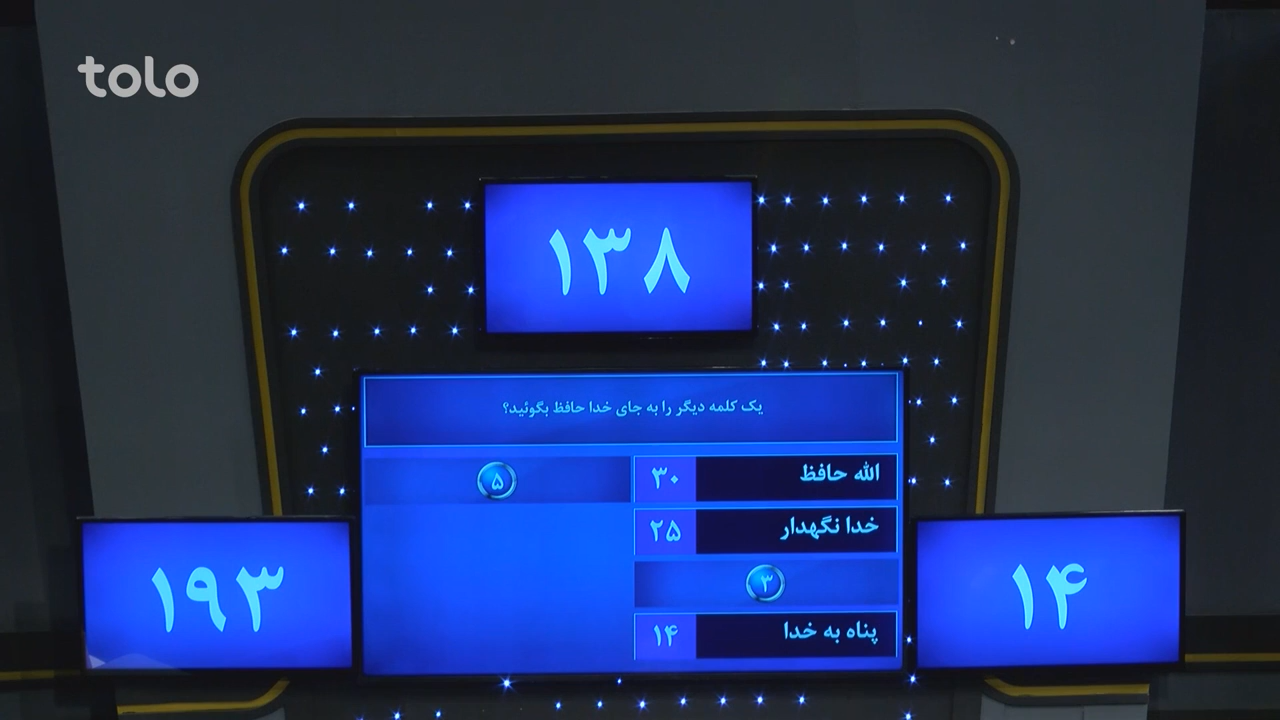 tolo
۱۳۸
یک کلمه دیگر را به جای خدا حافظ بگوئید؟
الله حافظ ۳۰
۵
خدا نگهدار ۲۵
۳
پناه به خدا ۱۴
۱۴
۱۹۳